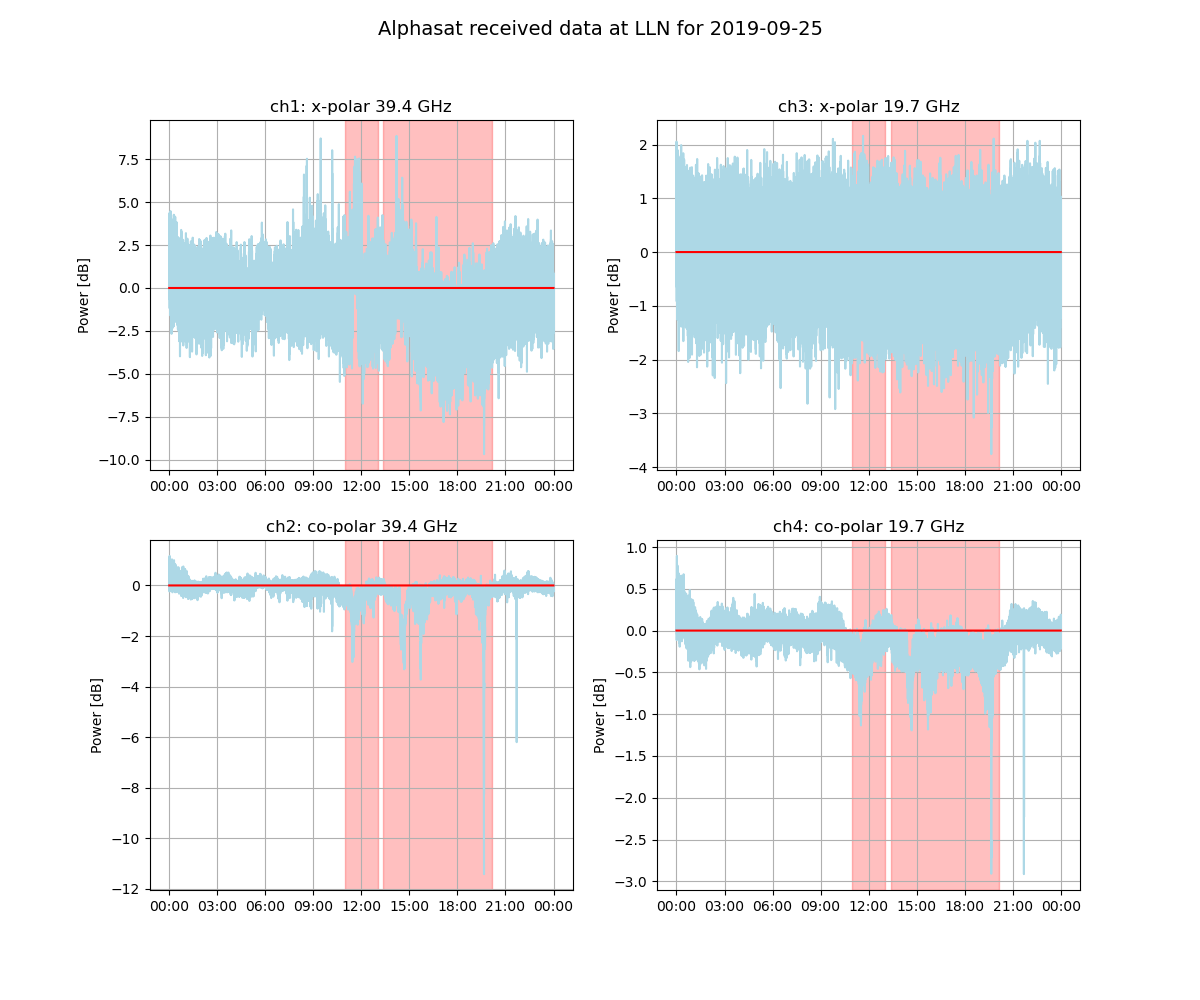 Alphasat received data at LLN for 2019-09-25
ch1: x-polar 39.4 GHz
Power [dB]
7.5
5.0
2.5
0.0
−2.5
−5.0
−7.5
−10.0
00:00 03:00 06:00 09:00 12:00 15:00 18:00 21:00 00:00
ch3: x-polar 19.7 GHz
Power [dB]
2
1
0
−1
−2
−3
−4
00:00 03:00 06:00 09:00 12:00 15:00 18:00 21:00 00:00
ch2: co-polar 39.4 GHz
Power [dB]
0
−2
−4
−6
−8
−10
−12
00:00 03:00 06:00 09:00 12:00 15:00 18:00 21:00 00:00
ch4: co-polar 19.7 GHz
Power [dB]
1.0
0.5
0.0
−0.5
−1.0
−1.5
−2.0
−2.5
−3.0
00:00 03:00 06:00 09:00 12:00 15:00 18:00 21:00 00:00